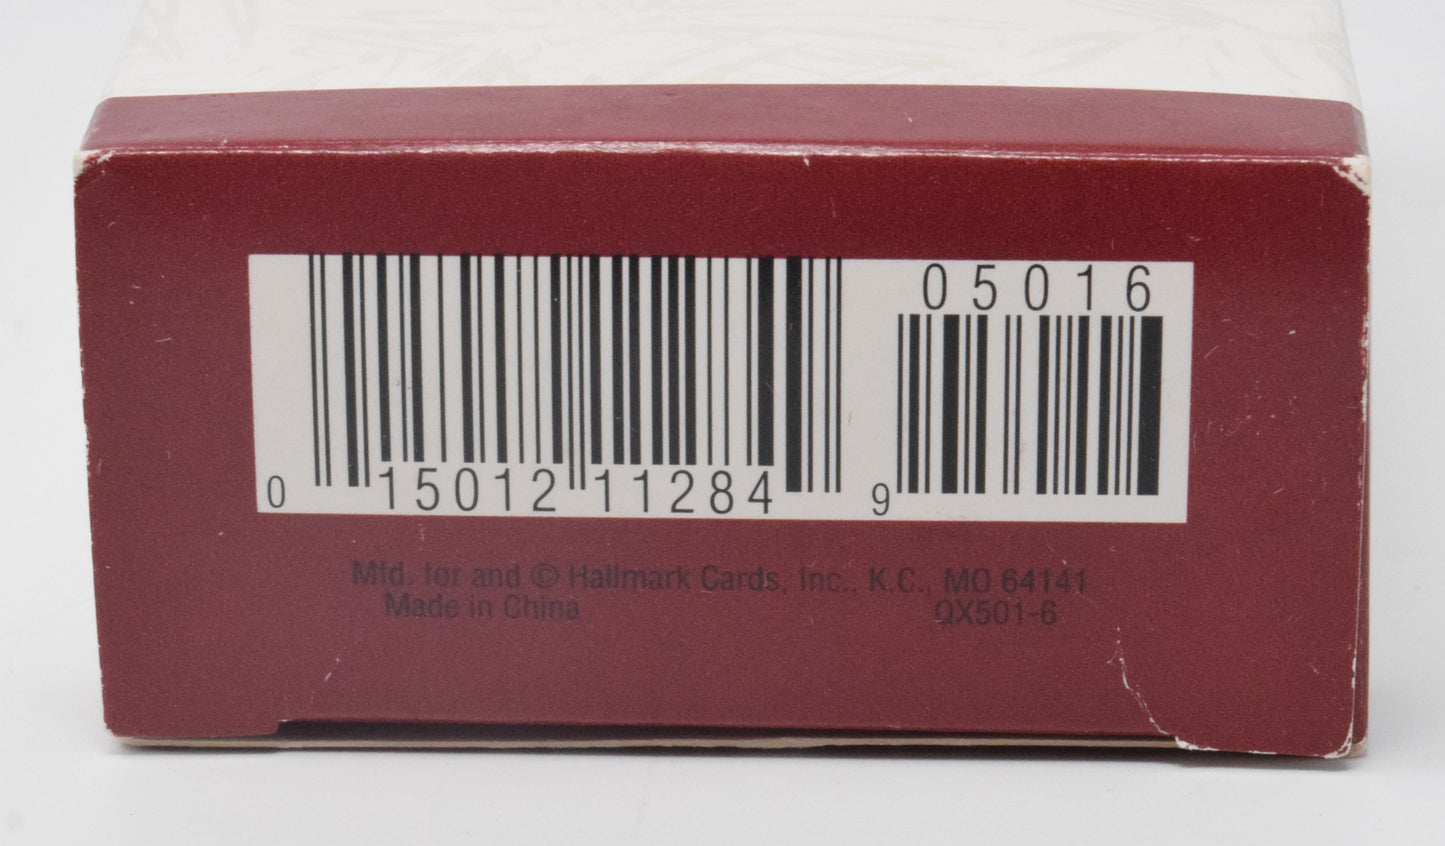 05016
0 15012 11284 9
Mfd. for and © Hallmark Cards, Inc., K.C., MO 64141
Made in China QX501-6